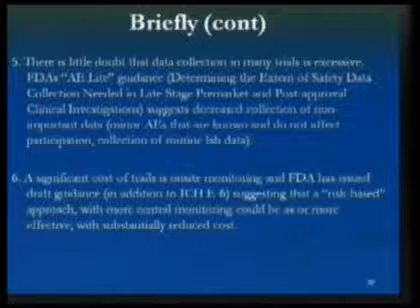 Briefly (cont)
5. There is little doubt that data collection in many trials is excessive.
FDAs "AE Lite" guidance (Determining the Extent of Safety Data
Collection Needed in Late Stage Premarket and Post-approval
Clinical Investigations) suggests decreased collection of non-
important data (minor AEs that are known and do not affect
participation, collection of routine lab data).
6. A significant cost of trails is onsite monitoring and FDA has issued
draft guidance (in addition to ICH E 6) suggesting that a "risk-based"
approach, with more central monitoring could be as or more
effective, with substantially reduced cost.